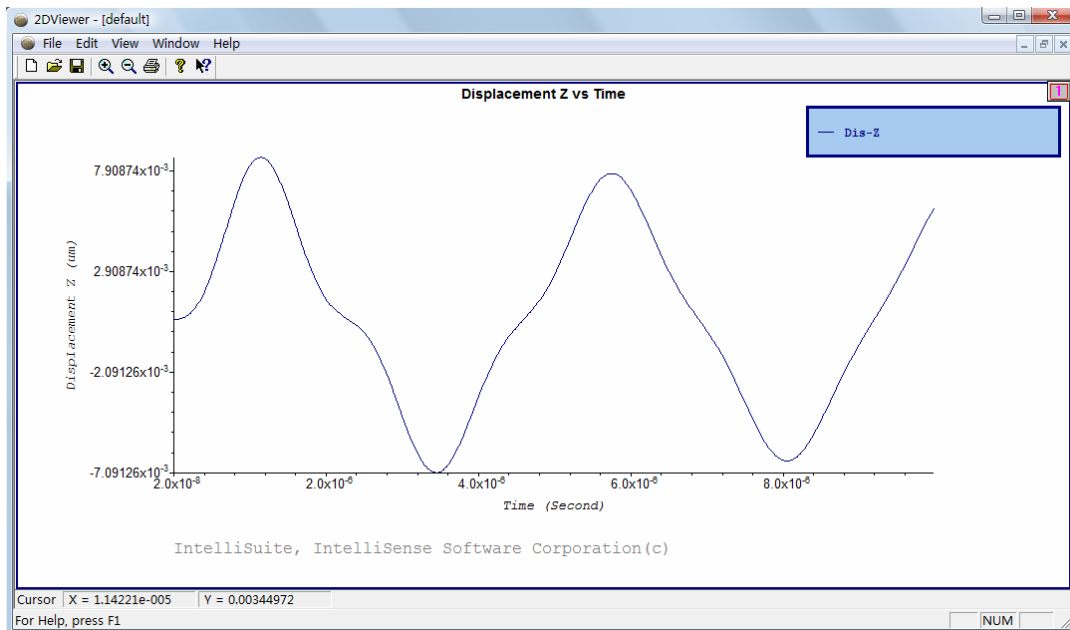 2DViewer - [default]
File Edit View Window Help
Displacement Z vs Time
1
Dis-Z
7.90874x10-3
2.90874x10-3
-2.09126x10-3
-7.09126x10-3
Displacement Z (um)
2.0x10-8
2.0x10-6
4.0x10-6
6.0x10-6
8.0x10-6
Time (Second)
IntelliSuite, IntelliSense Software Corporation(c)
Cursor X = 1.14221e-005 Y = 0.00344972
For Help, press F1 NUM